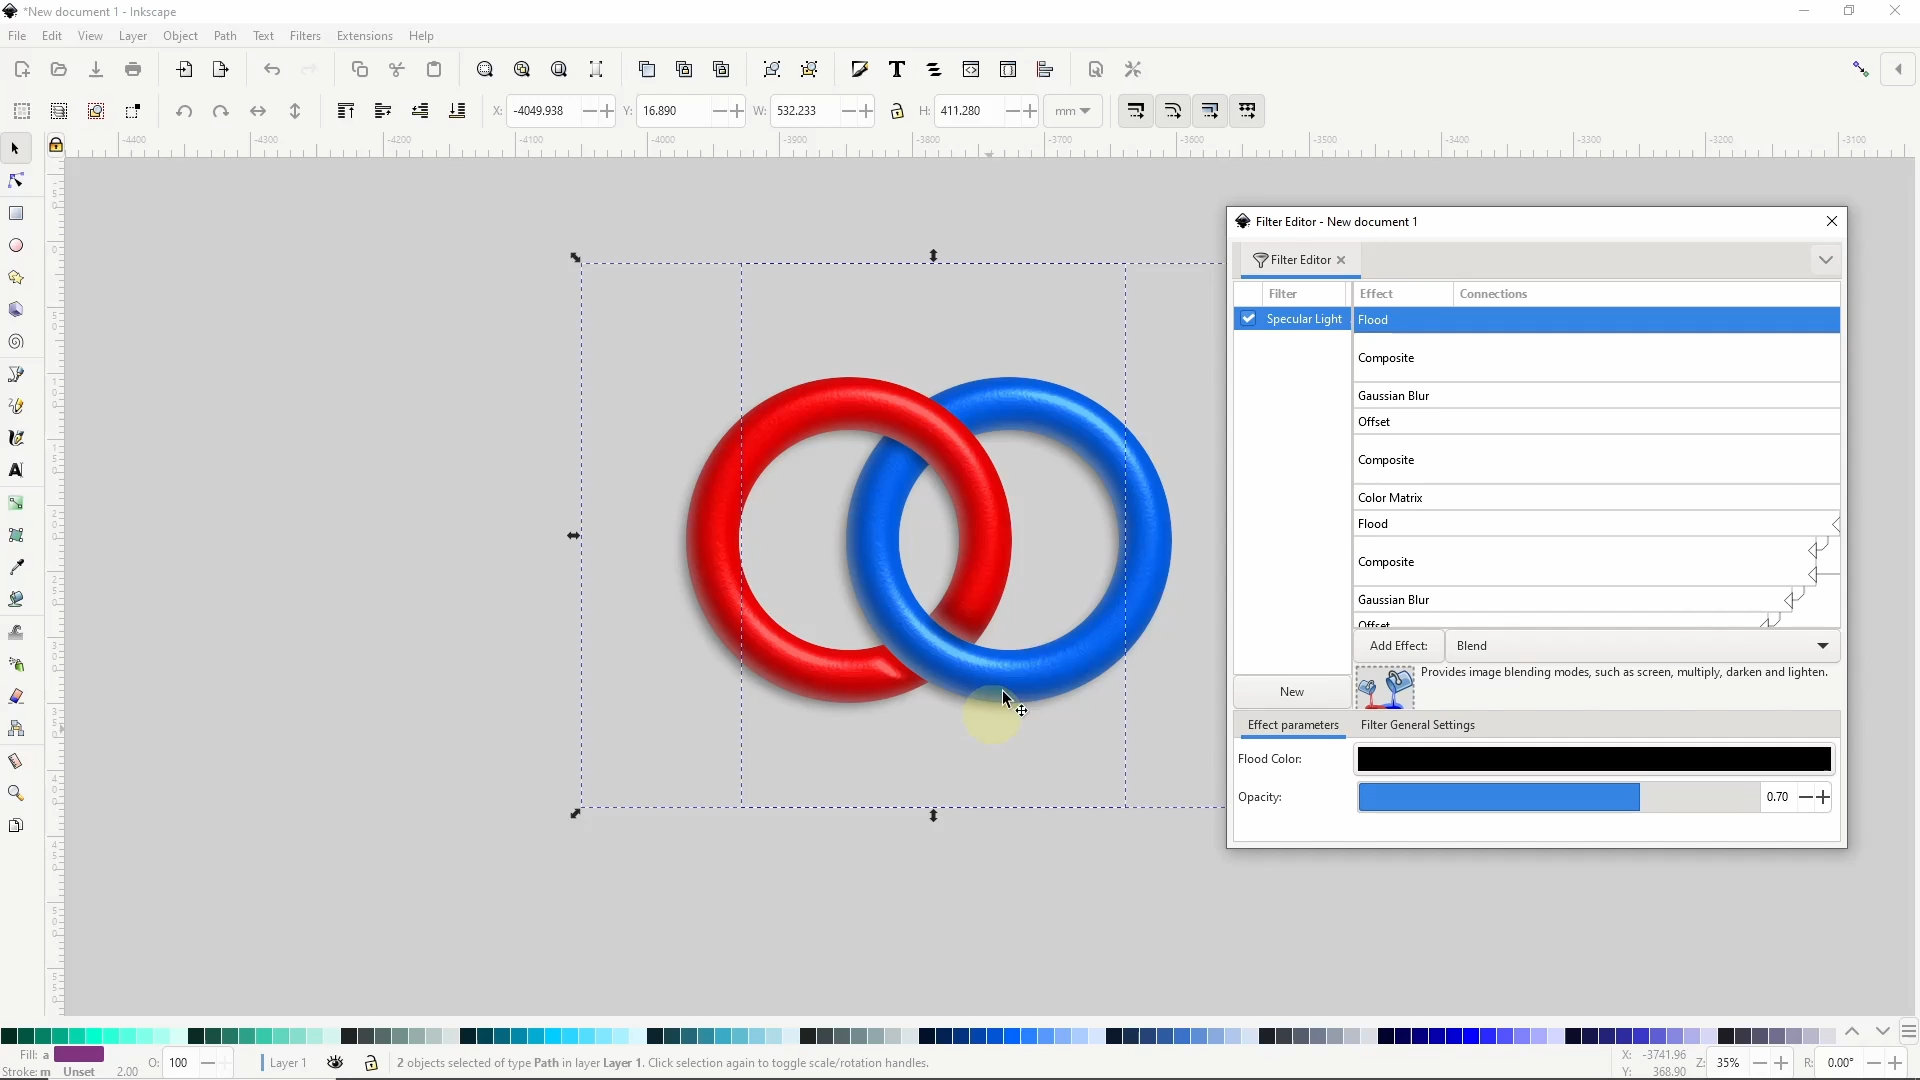 *New document 1 - Inkscape
File Edit View Layer Object Path Text Filters Extensions Help
X: -4049.938 Y: 16.890 W: 532.233 H: 411.280 mm
-4400 -4300 -4200 -4100 -4000 -3900 -3800 -3700 -3600 -3500 -3400 -3300 -3200 -3100
Filter Editor - New document 1
Filter Editor
Filter Effect Connections
Specular Light Flood
Composite
Gaussian Blur
Offset
Composite
Color Matrix
Flood
Composite
Gaussian Blur
Offset
Add Effect: Blend
Provides image blending modes, such as screen, multiply, darken and lighten.
New
Effect parameters Filter General Settings
Flood Color:
Opacity: 0.70
Fill: a
Stroke: m Unset 2.00
O: 100
Layer 1
2 objects selected of type Path in layer Layer 1. Click selection again to toggle scale/rotation handles.
X: -3741.96
Y: 368.90
Z: 35%
R: 0.00°